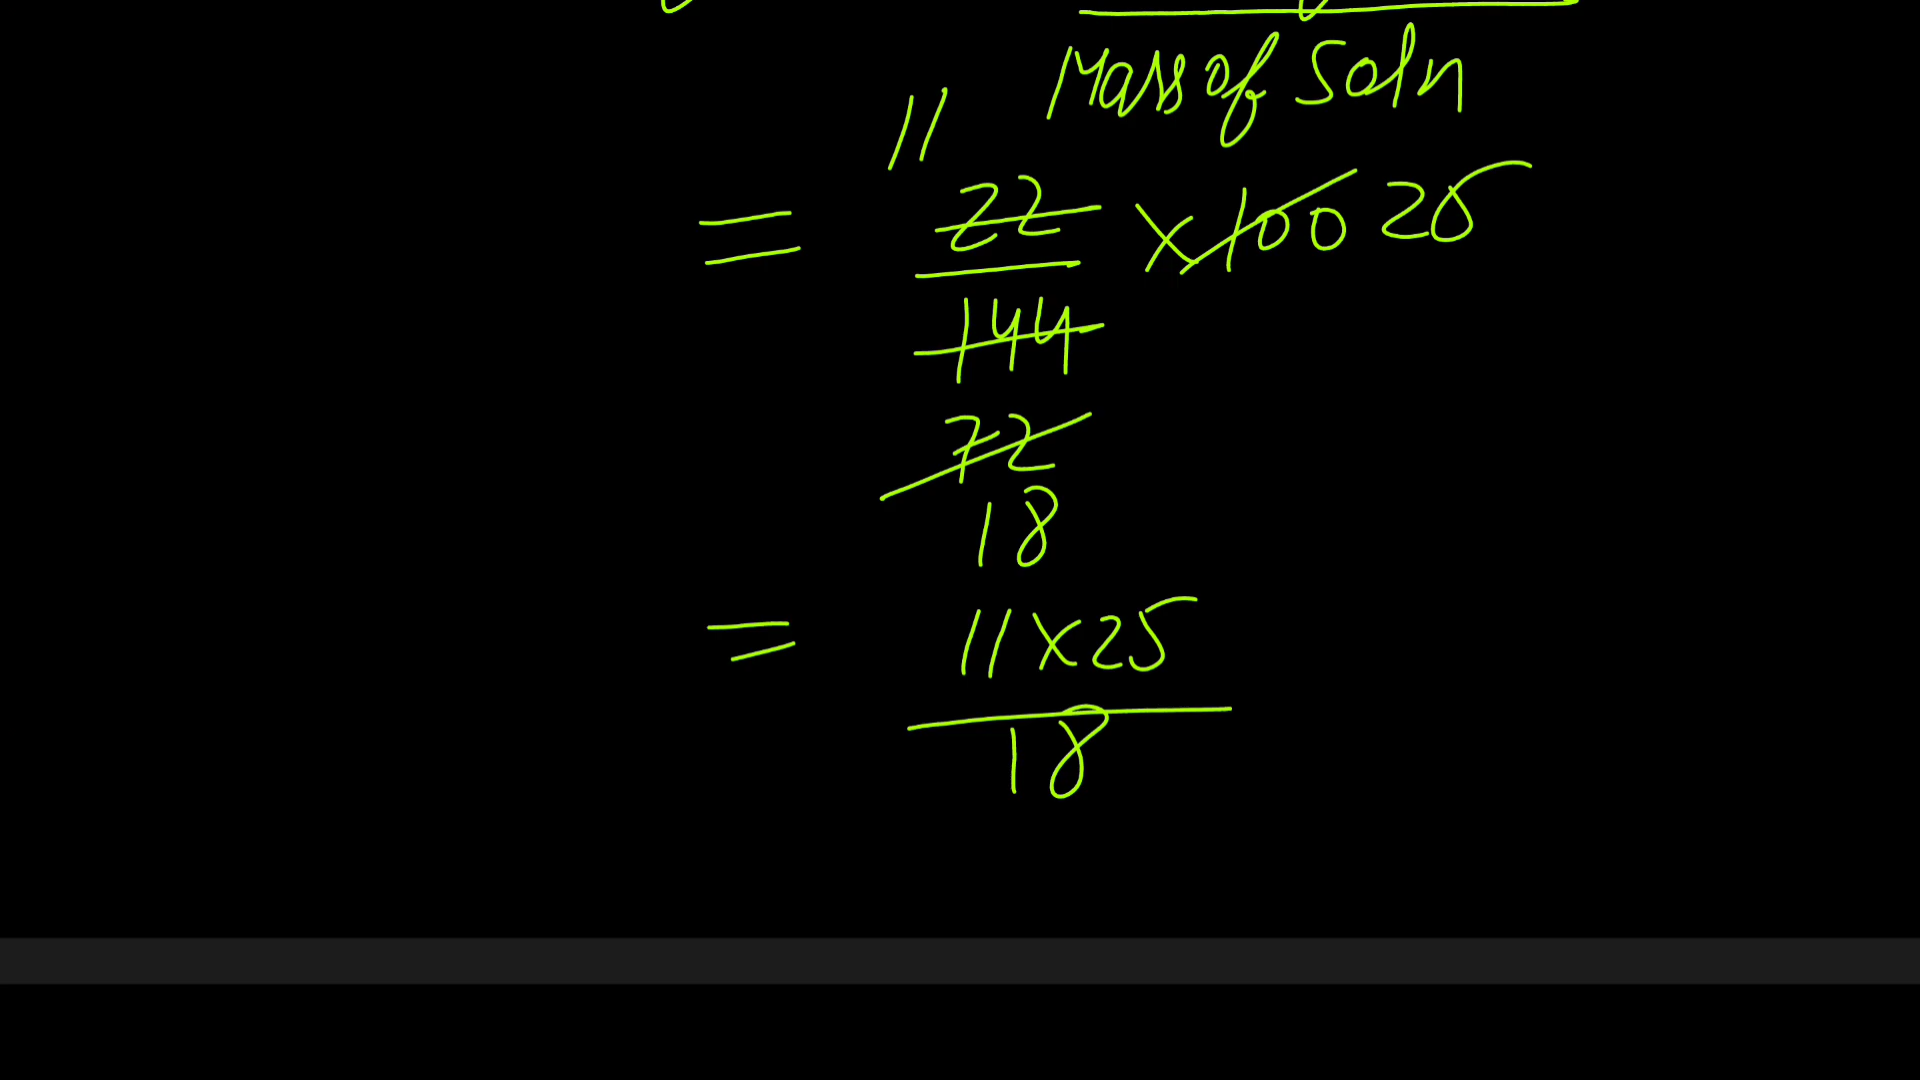 Mass of Soln
11
= 22 × 100 25
144
72
18
= 11 × 25
18